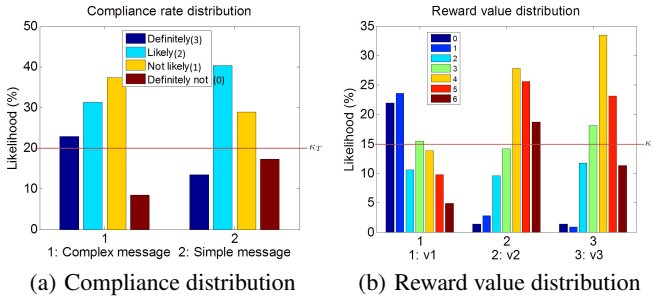 Compliance rate distribution
50
40
30
20
10
0
Likelihood (%)
Definitely(3)
Likely(2)
Not likely(1)
Definitely not (0)
κT
1 2
1: Complex message 2: Simple message
(a) Compliance distribution
Reward value distribution
35
30
25
20
15
10
5
0
Likelihood (%)
0
1
2
3
4
5
6
κ
1 2 3
1: v1 2: v2 3: v3
(b) Reward value distribution